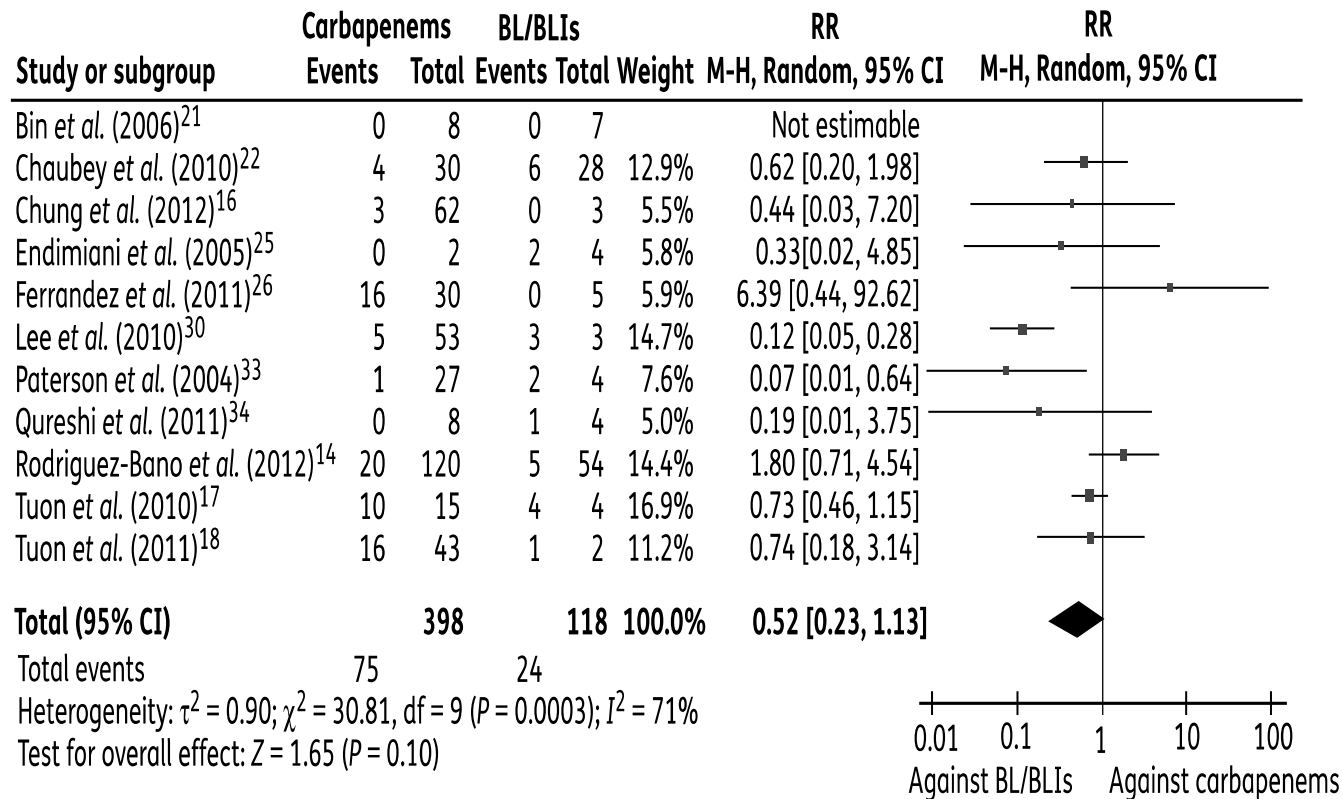 Carbapenems BL/BLIs RR RR
Study or subgroup Events Total Events Total Weight M-H, Random, 95% CI M-H, Random, 95% CI
Bin et al. (2006)21 0 8 0 7 Not estimable
Chaubey et al. (2010)22 4 30 6 28 12.9% 0.62 [0.20, 1.98]
Chung et al. (2012)16 3 62 0 3 5.5% 0.44 [0.03, 7.20]
Endimiani et al. (2005)25 0 2 2 4 5.8% 0.33[0.02, 4.85]
Ferrandez et al. (2011)26 16 30 0 5 5.9% 6.39 [0.44, 92.62]
Lee et al. (2010)30 5 53 3 3 14.7% 0.12 [0.05, 0.28]
Paterson et al. (2004)33 1 27 2 4 7.6% 0.07 [0.01, 0.64]
Qureshi et al. (2011)34 0 8 1 4 5.0% 0.19 [0.01, 3.75]
Rodriguez-Bano et al. (2012)14 20 120 5 54 14.4% 1.80 [0.71, 4.54]
Tuon et al. (2010)17 10 15 4 4 16.9% 0.73 [0.46, 1.15]
Tuon et al. (2011)18 16 43 1 2 11.2% 0.74 [0.18, 3.14]
Total (95% CI) 398 118 100.0% 0.52 [0.23, 1.13]
Total events 75 24
Heterogeneity: τ2 = 0.90; χ2 = 30.81, df = 9 (P = 0.0003); I2 = 71%
Test for overall effect: Z = 1.65 (P = 0.10)
0.01 0.1 1 10 100
Against BL/BLIs Against carbapenems